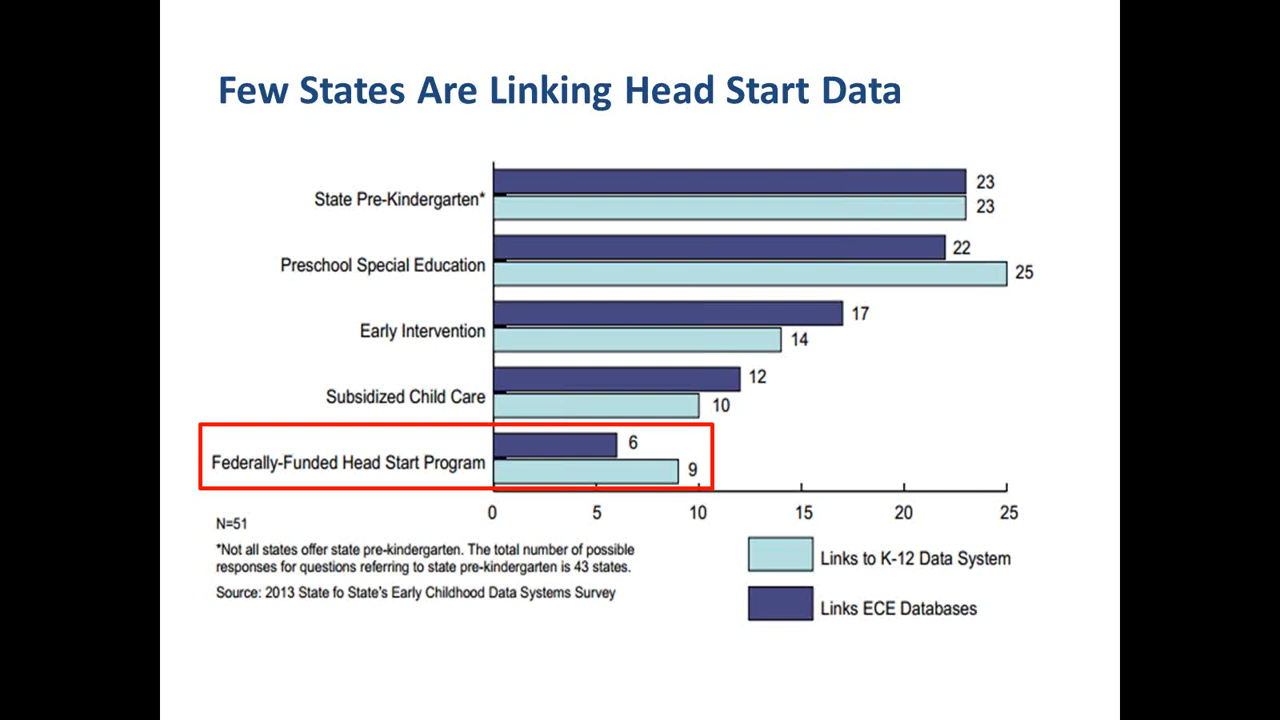 Few States Are Linking Head Start Data
State Pre-Kindergarten*
23
23
Preschool Special Education
22
25
Early Intervention
17
14
Subsidized Child Care
12
10
Federally-Funded Head Start Program
6
9
0 5 10 15 20 25
N=51
*Not all states offer state pre-kindergarten. The total number of possible
responses for questions referring to state pre-kindergarten is 43 states.
Source: 2013 State fo State's Early Childhood Data Systems Survey
Links to K-12 Data System
Links ECE Databases